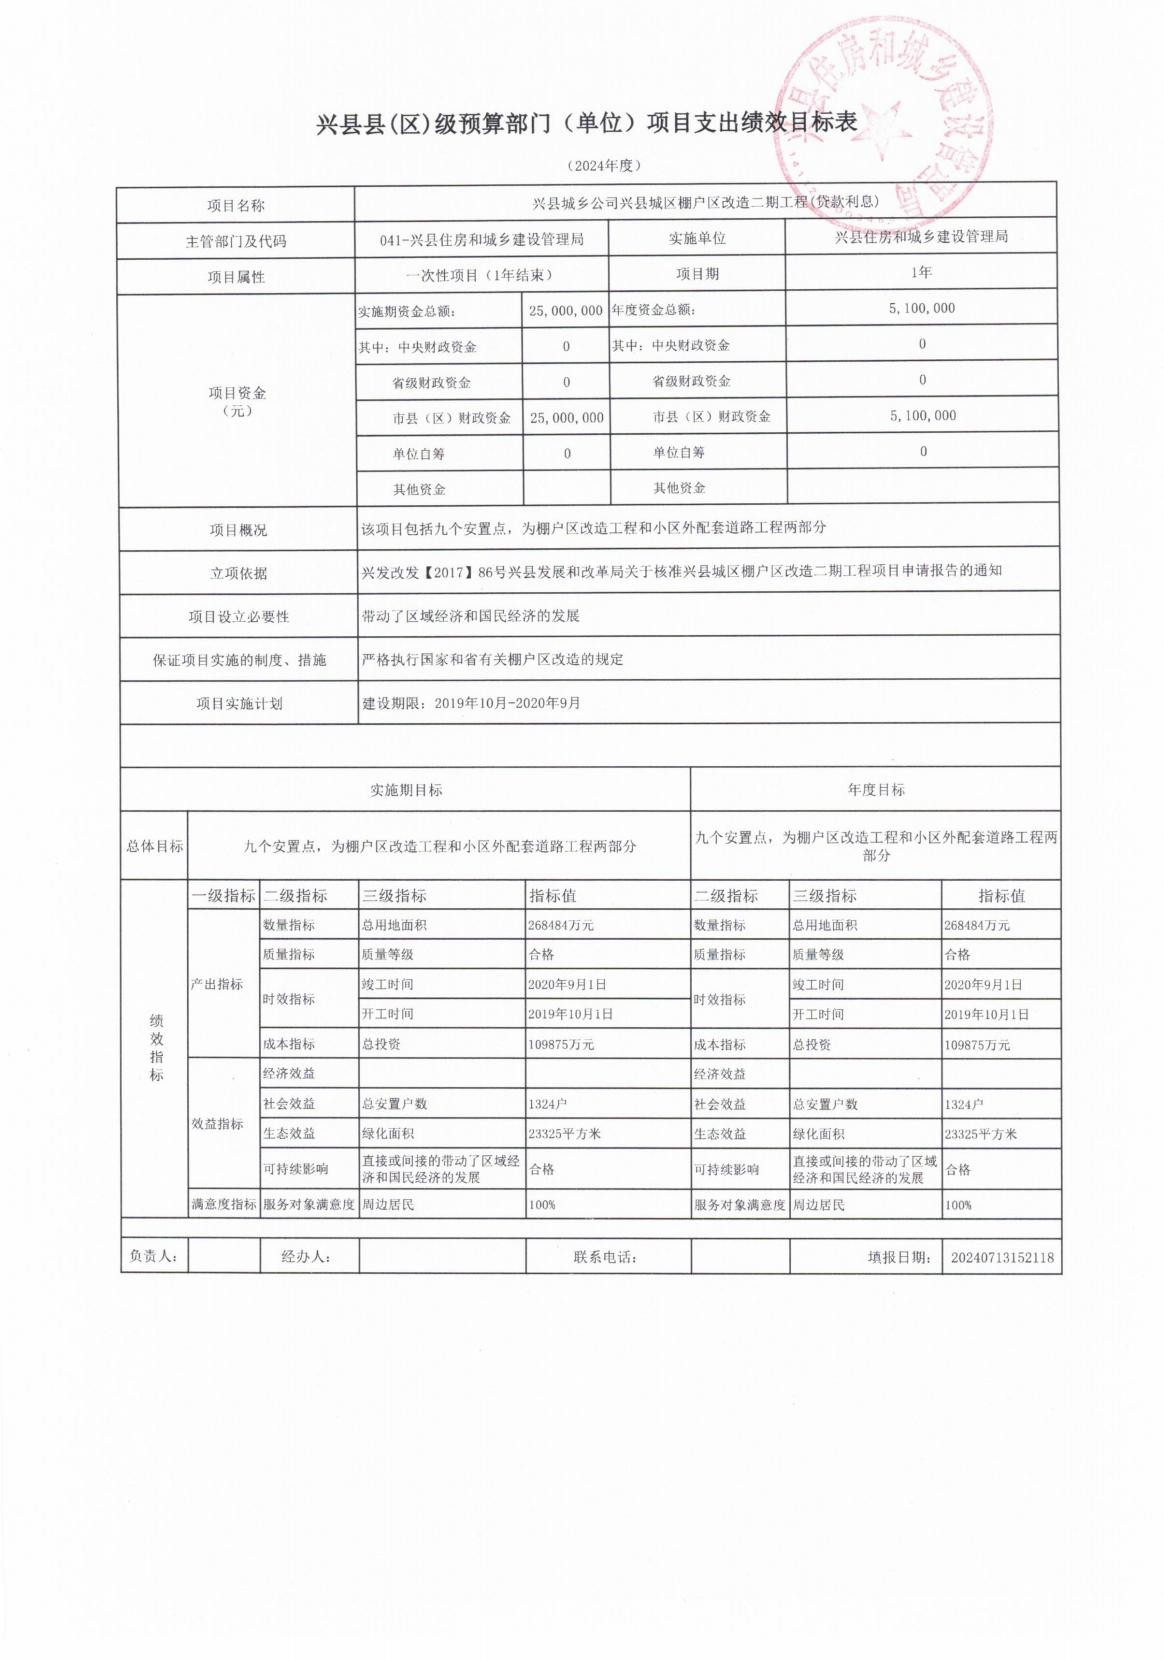 兴县县(区)级预算部门（单位）项目支出绩效目标表
（2024年度）
项目名称 兴县城乡公司兴县城区棚户区改造二期工程(贷款利息)
主管部门及代码 041-兴县住房和城乡建设管理局 实施单位 兴县住房和城乡建设管理局
项目属性 一次性项目（1年结束） 项目期 1年
项目资金
（元）
实施期资金总额: 25,000,000 年度资金总额: 5,100,000
其中：中央财政资金 0 其中：中央财政资金 0
省级财政资金 0 省级财政资金 0
市县（区）财政资金 25,000,000 市县（区）财政资金 5,100,000
单位自筹 0 单位自筹 0
其他资金 其他资金
项目概况 该项目包括九个安置点，为棚户区改造工程和小区外配套道路工程两部分
立项依据 兴发改发【2017】86号兴县发展和改革局关于核准兴县城区棚户区改造二期工程项目申请报告的通知
项目设立必要性 带动了区域经济和国民经济的发展
保证项目实施的制度、措施 严格执行国家和省有关棚户区改造的规定
项目实施计划 建设期限：2019年10月-2020年9月
实施期目标 年度目标
总体目标 九个安置点，为棚户区改造工程和小区外配套道路工程两部分 九个安置点，为棚户区改造工程和小区外配套道路工程两
部分
绩效指标
一级指标 二级指标 三级指标 指标值 二级指标 三级指标 指标值
产出指标
数量指标 总用地面积 268484万元 数量指标 总用地面积 268484万元
质量指标 质量等级 合格 质量指标 质量等级 合格
时效指标 竣工时间 2020年9月1日 时效指标 竣工时间 2020年9月1日
开工时间 2019年10月1日 开工时间 2019年10月1日
成本指标 总投资 109875万元 成本指标 总投资 109875万元
效益指标
经济效益 经济效益
社会效益 总安置户数 1324户 社会效益 总安置户数 1324户
生态效益 绿化面积 23325平方米 生态效益 绿化面积 23325平方米
可持续影响 直接或间接的带动了区域经 合格 可持续影响 直接或间接的带动了区域 合格
济和国民经济的发展 经济和国民经济的发展
满意度指标 服务对象满意度 周边居民 100% 服务对象满意度 周边居民 100%
负责人: 经办人: 联系电话: 填报日期: 20240713152118
兴县住房和城乡建设管理局